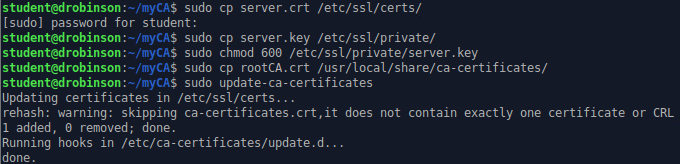 student@drobinson:~/myCA$ sudo cp server.crt /etc/ssl/certs/
[sudo] password for student:
student@drobinson:~/myCA$ sudo cp server.key /etc/ssl/private/
student@drobinson:~/myCA$ sudo chmod 600 /etc/ssl/private/server.key
student@drobinson:~/myCA$ sudo cp rootCA.crt /usr/local/share/ca-certificates/
student@drobinson:~/myCA$ sudo update-ca-certificates
Updating certificates in /etc/ssl/certs...
rehash: warning: skipping ca-certificates.crt,it does not contain exactly one certificate or CRL
1 added, 0 removed; done.
Running hooks in /etc/ca-certificates/update.d...
done.